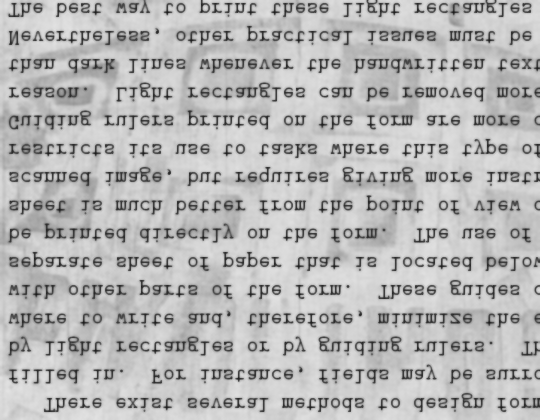 There exist several methods to design form
filled in. For instance, fields may be surro
by light rectangles or by guiding rulers. Th
where to write and, therefore, minimize the e
with other parts of the form. These guides c
separate sheet of paper that is located below
be printed directly on the form. The use of
sheet is much better from the point of view o
scanned image, but requires giving more instr
restricts its use to tasks where this type of
Guiding rulers printed on the form are more c
reason. Light rectangles can be removed more
than dark lines whenever the handwritten text
Nevertheless, other practical issues must be
The best way to print these light rectangles